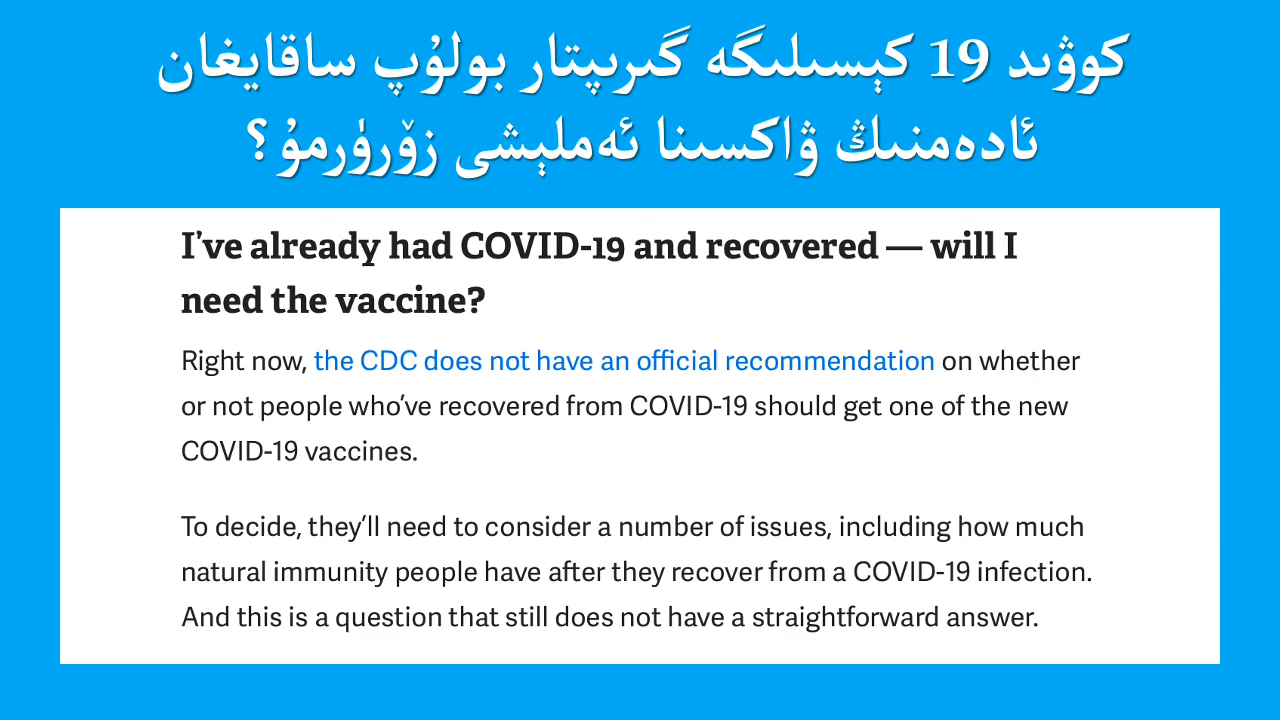 كوۋىد 19 كېسىلىگە گىرىپتار بولۇپ ساقايغان
ئادەمنىڭ ۋاكسىنا ئەملېشى زۆرۈرمۇ؟
I’ve already had COVID-19 and recovered — will I
need the vaccine?
Right now, the CDC does not have an official recommendation on whether
or not people who’ve recovered from COVID-19 should get one of the new
COVID-19 vaccines.
To decide, they’ll need to consider a number of issues, including how much
natural immunity people have after they recover from a COVID-19 infection.
And this is a question that still does not have a straightforward answer.